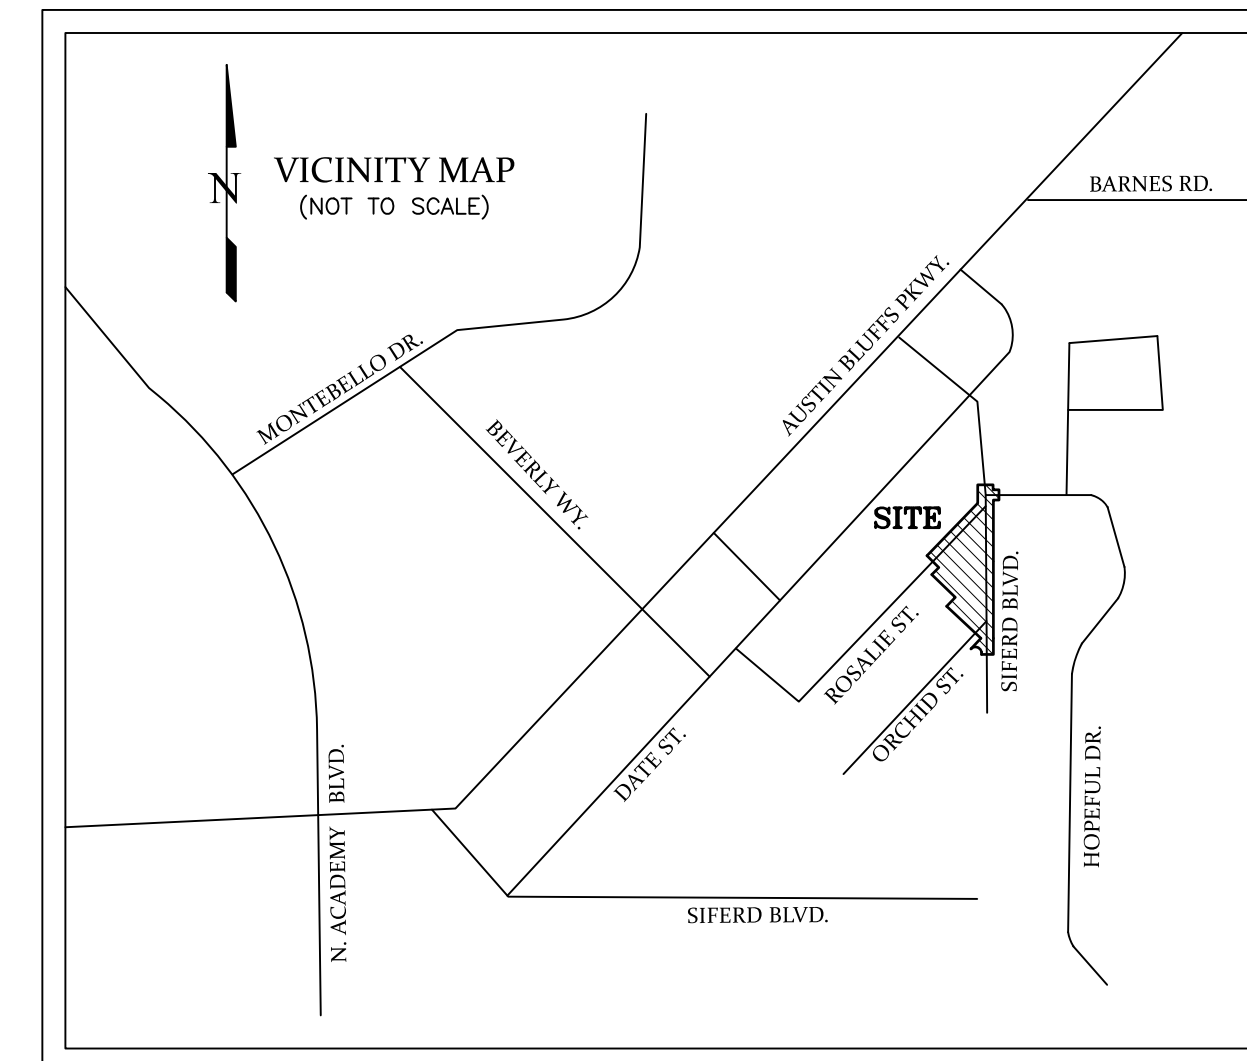 N
VICINITY MAP
(NOT TO SCALE)
BARNES RD.
AUSTIN BLUFFS PKWY.
MONTEBELLO DR.
BEVERLY WY.
SITE
SIFERD BLVD.
ROSALIE ST.
ORCHID ST.
DATE ST.
HOPEFUL DR.
N. ACADEMY BLVD.
SIFERD BLVD.